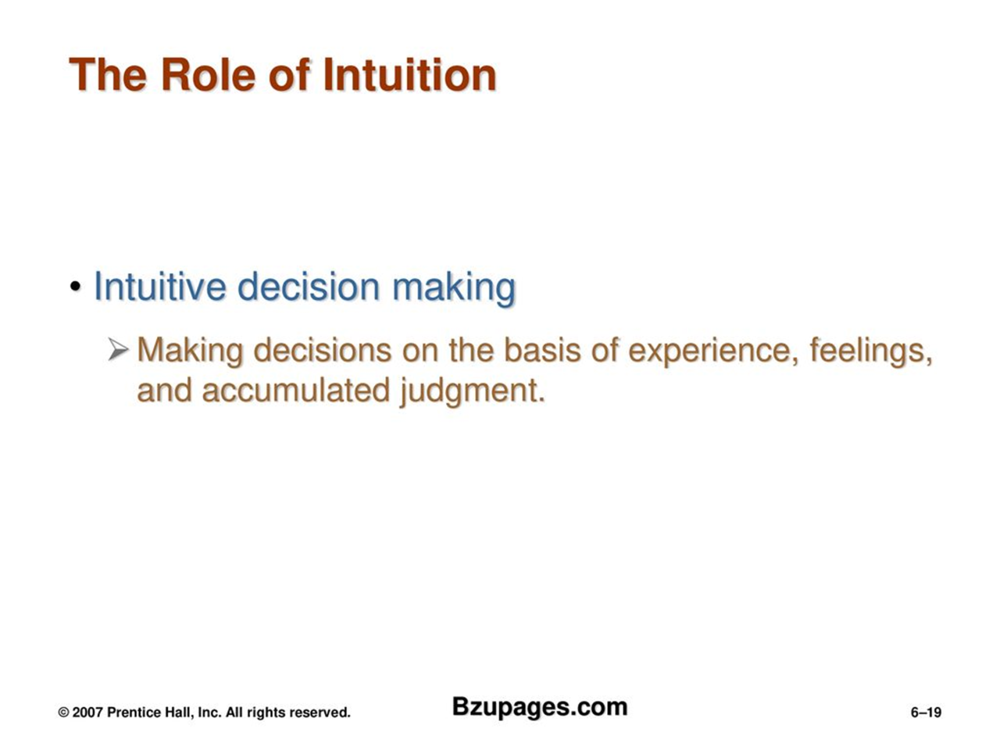 The Role of Intuition
• Intuitive decision making
➢ Making decisions on the basis of experience, feelings,
and accumulated judgment.
© 2007 Prentice Hall, Inc. All rights reserved.
Bzupages.com
6–19